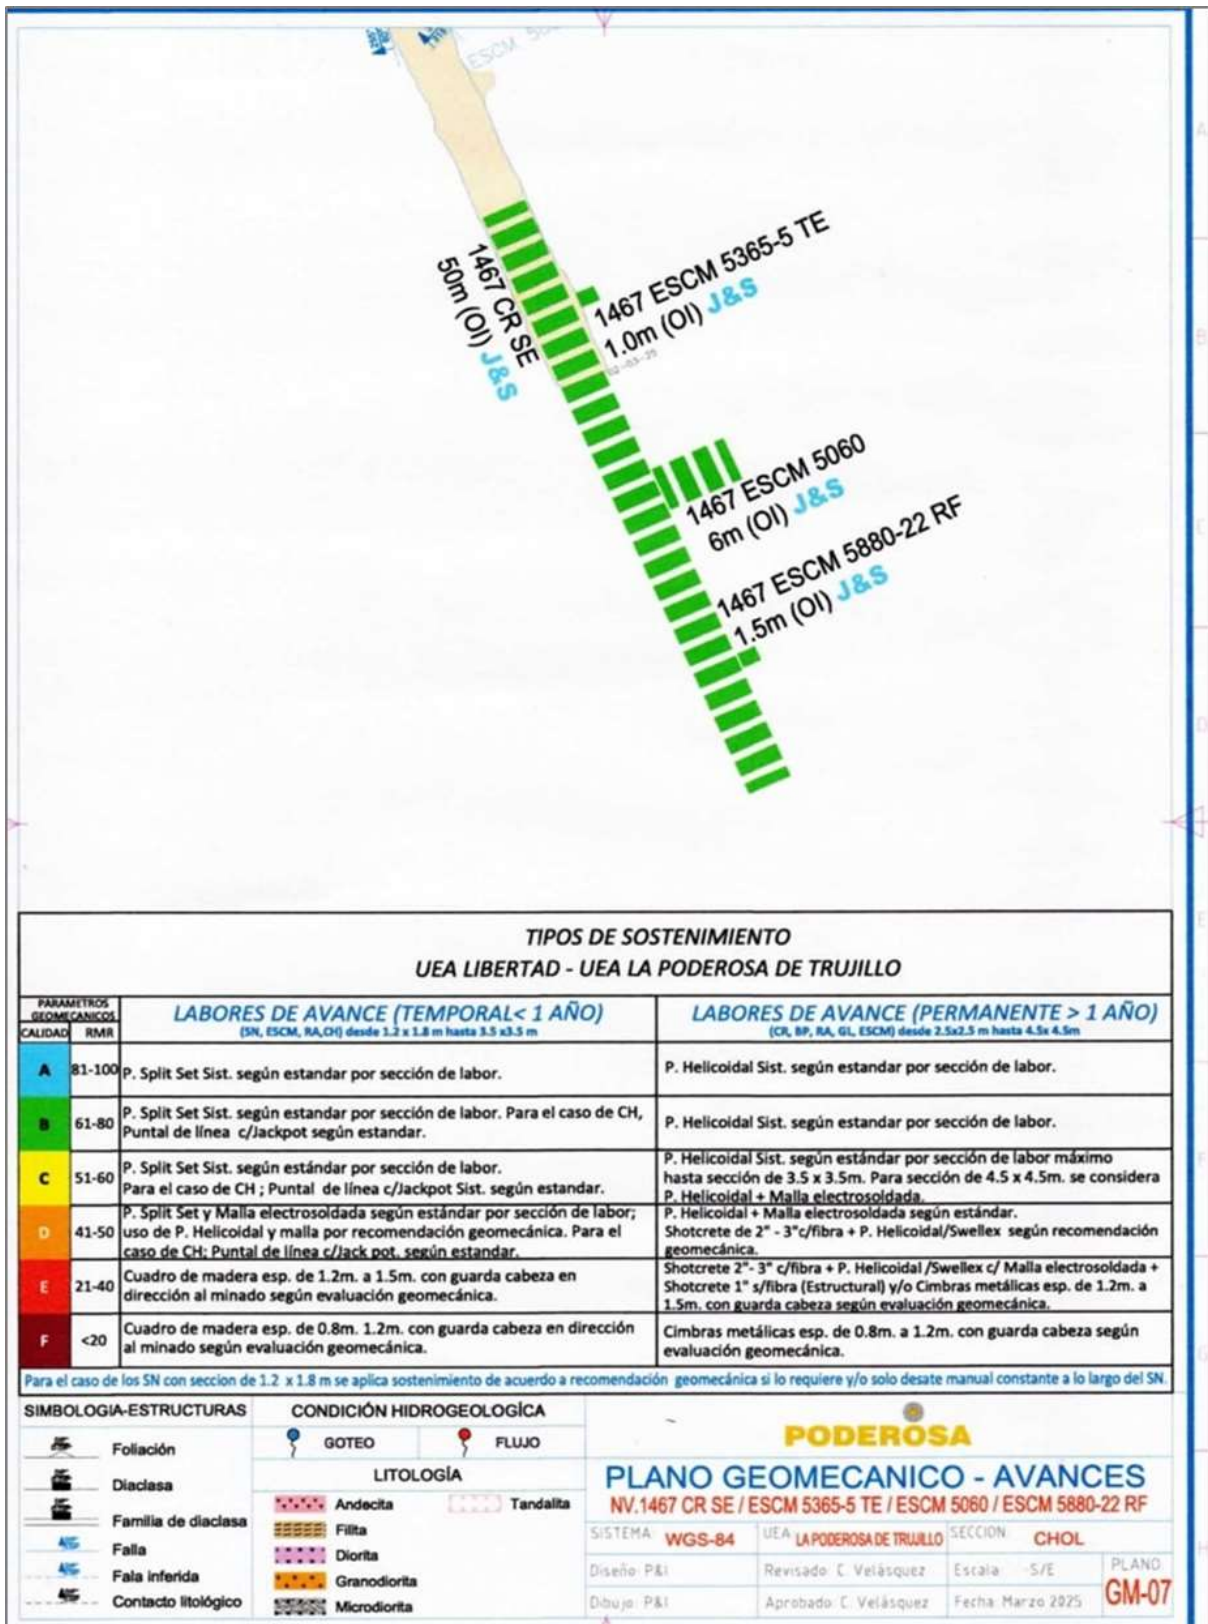 ESCM
1467 CR SE
50m (OI) J&S
1467 ESCM 5365-5 TE
1.0m (OI) J&S
1467 ESCM 5060
6m (OI) J&S
1467 ESCM 5880-22 RF
1.5m (OI) J&S
A
B
C
D
E
F
G
H
TIPOS DE SOSTENIMIENTO
UEA LIBERTAD - UEA LA PODEROSA DE TRUJILLO
PARAMETROS
GEOMECANICOS
CALIDAD RMR
LABORES DE AVANCE (TEMPORAL< 1 AÑO)
(SN, ESCM, RA,CH) desde 1.2 x 1.8 m hasta 3.5 x3.5 m
LABORES DE AVANCE (PERMANENTE > 1 AÑO)
(CR, BP, RA, GL, ESCM) desde 2.5x2.5 m hasta 4.5x 4.5m
A 81-100 P. Split Set Sist. según estandar por sección de labor.
P. Helicoidal Sist. según estandar por sección de labor.
B 61-80 P. Split Set Sist. según estandar por sección de labor. Para el caso de CH,
Puntal de línea c/Jackpot según estandar.
P. Helicoidal Sist. según estandar por sección de labor.
C 51-60 P. Split Set Sist. según estándar por sección de labor.
Para el caso de CH ; Puntal de línea c/Jackpot Sist. según estandar.
P. Helicoidal Sist. según estándar por sección de labor máximo
hasta sección de 3.5 x 3.5m. Para sección de 4.5 x 4.5m. se considera
P. Helicoidal + Malla electrosoldada.
D 41-50 P. Split Set y Malla electrosoldada según estándar por sección de labor;
uso de P. Helicoidal y malla por recomendación geomecánica. Para el
caso de CH; Puntal de línea c/Jack pot. según estandar.
P. Helicoidal + Malla electrosoldada según estándar.
Shotcrete de 2" - 3"c/fibra + P. Helicoidal/Swellex según recomendación
geomecánica.
E 21-40 Cuadro de madera esp. de 1.2m. a 1.5m. con guarda cabeza en
dirección al minado según evaluación geomecánica.
Shotcrete 2"- 3" c/fibra + P. Helicoidal /Swellex c/ Malla electrosoldada +
Shotcrete 1" s/fibra (Estructural) y/o Cimbras metálicas esp. de 1.2m. a
1.5m. con guarda cabeza según evaluación geomecánica.
F <20 Cuadro de madera esp. de 0.8m. 1.2m. con guarda cabeza en dirección
al minado según evaluación geomecánica.
Cimbras metálicas esp. de 0.8m. a 1.2m. con guarda cabeza según
evaluación geomecánica.
Para el caso de los SN con seccion de 1.2 x 1.8 m se aplica sostenimiento de acuerdo a recomendación geomecánica si lo requiere y/o solo desate manual constante a lo largo del SN.
SIMBOLOGIA-ESTRUCTURAS
Foliación
Diaclasa
Familia de diaclasa
Falla
Fala inferida
Contacto litológico
CONDICIÓN HIDROGEOLOGÍCA
GOTEO FLUJO
LITOLOGÍA
Andecita Tandalita
Filita
Diorita
Granodiorita
Microdiorita
PODEROSA
PLANO GEOMECANICO - AVANCES
NV.1467 CR SE / ESCM 5365-5 TE / ESCM 5060 / ESCM 5880-22 RF
SISTEMA: WGS-84 UEA: LA PODEROSA DE TRUJILLO SECCION: CHOL
Diseño: P&I Revisado: C. Velásquez Escala: S/E PLANO:
Dibujo: P&I Aprobado: C. Velásquez Fecha: Marzo 2025 GM-07